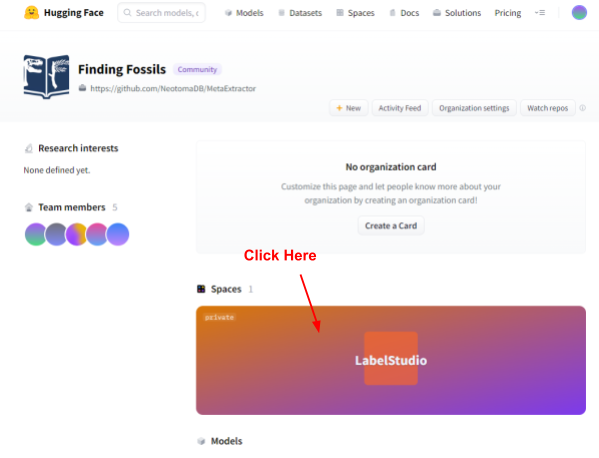 Hugging Face
Search models, d
Models
Datasets
Spaces
Docs
Solutions
Pricing
Finding Fossils
Community
https://github.com/NeotomaDB/MetaExtractor
+ New
Activity Feed
Organization settings
Watch repos
Research interests
None defined yet.
Team members 5
No organization card
Customize this page and let people know more about your
organization by creating an organization card!
Create a Card
Click Here
Spaces 1
private
LabelStudio
Models